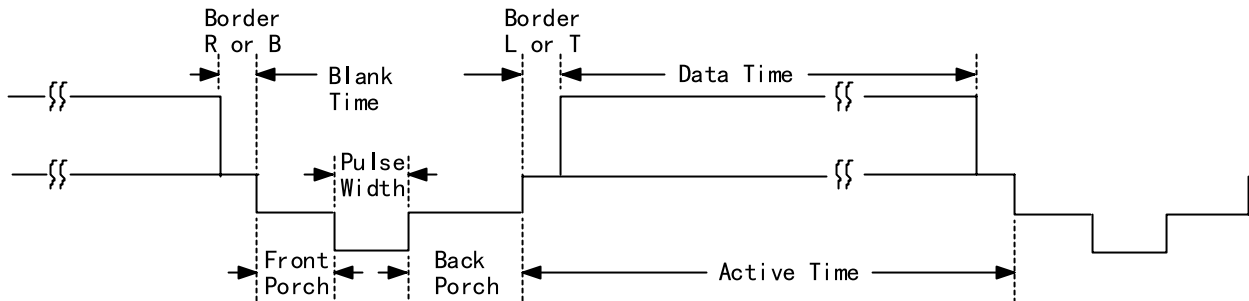 Border
R or B
Border
L or T
Blank
Time
Data Time
Pulse
Width
Front
Porch
Back
Porch
Active Time